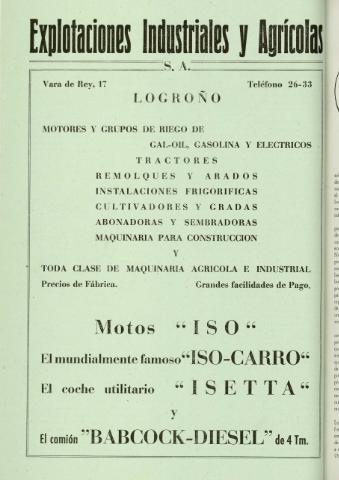 Explotaciones Industriales y Agrícolas
S. A.
Vara de Rey, 17 Teléfono 26-33
LOGROÑO
MOTORES Y GRUPOS DE RIEGO DE
GAL-OIL, GASOLINA Y ELECTRICOS
TRACTORES
REMOLQUES Y ARADOS
INSTALACIONES FRIGORIFICAS
CULTIVADORES Y GRADAS
ABONADORAS Y SEMBRADORAS
MAQUINARIA PARA CONSTRUCCION
Y
TODA CLASE DE MAQUINARIA AGRICOLA E INDUSTRIAL
Precios de Fábrica. Grandes facilidades de Pago,
Motos "ISO"
El mundialmente famoso "ISO-CARRO"
El coche utilitario "ISETTA"
y
El camión "BABCOCK-DIESEL" de 4 Tm.